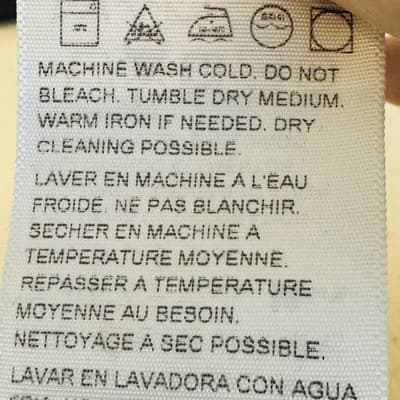 MACHINE WASH COLD. DO NOT
BLEACH. TUMBLE DRY MEDIUM.
WARM IRON IF NEEDED. DRY
CLEANING POSSIBLE.
LAVER EN MACHINE A L'EAU
FROIDE. NE PAS BLANCHIR.
SECHER EN MACHINE A
TEMPERATURE MOYENNE.
REPASSER A TEMPERATURE
MOYENNE AU BESOIN.
NETTOYAGE A SEC POSSIBLE.
LAVAR EN LAVADORA CON AGUA